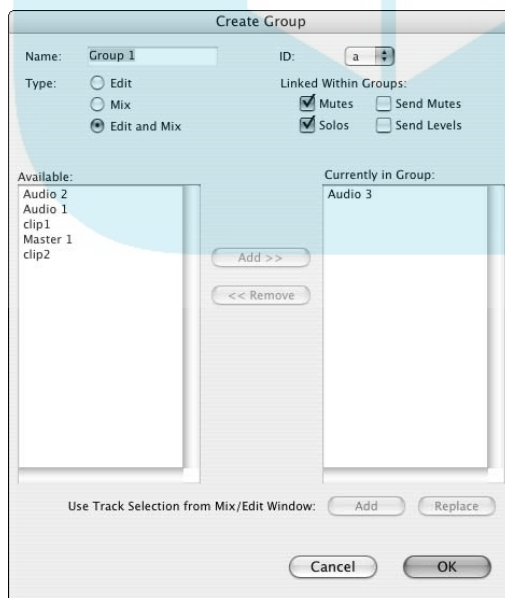 Create Group
Name: Group 1 ID: a
Type: Edit Linked Within Groups:
Mix Mutes Send Mutes
Edit and Mix Solos Send Levels
Available: Currently in Group:
Audio 2 Audio 3
Audio 1
clip1
Master 1
clip2
Add >>
<< Remove
Use Track Selection from Mix/Edit Window: Add Replace
Cancel OK